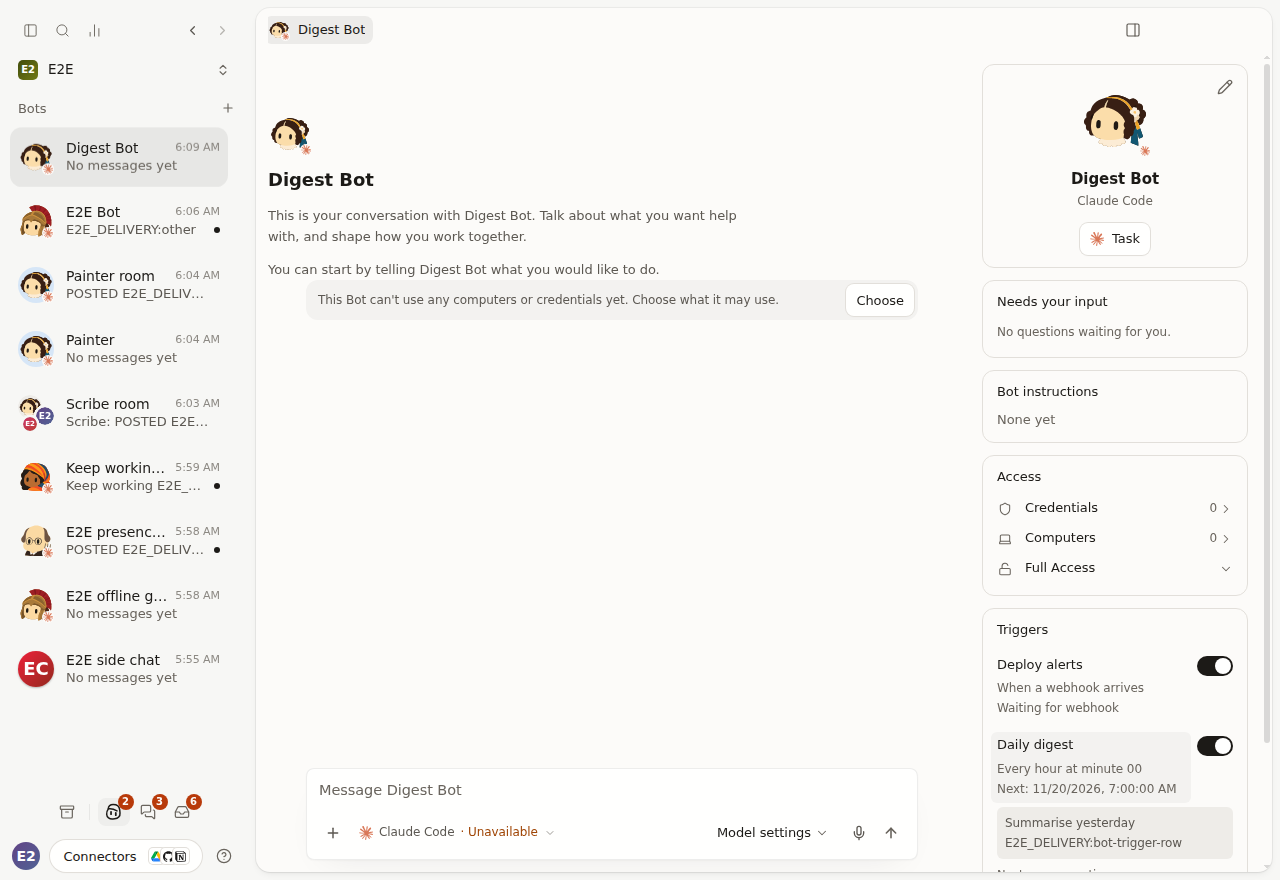 Digest Bot
E2 E2E
Bots
Digest Bot 6:09 AM
No messages yet
E2E Bot 6:06 AM
E2E_DELIVERY:other
Painter room 6:04 AM
POSTED E2E_DELIV…
Painter 6:04 AM
No messages yet
Scribe room 6:03 AM
E2 E2 Scribe: POSTED E2E…
Keep workin… 5:59 AM
Keep working E2E_…
E2E presenc… 5:58 AM
POSTED E2E_DELIV…
E2E offline g… 5:58 AM
No messages yet
EC E2E side chat 5:55 AM
No messages yet
2 3 6
E2 Connectors
Digest Bot
This is your conversation with Digest Bot. Talk about what you want help
with, and shape how you work together.
You can start by telling Digest Bot what you would like to do.
This Bot can't use any computers or credentials yet. Choose what it may use. Choose
Message Digest Bot
Claude Code · Unavailable Model settings
Digest Bot
Claude Code
Task
Needs your input
No questions waiting for you.
Bot instructions
None yet
Access
Credentials 0
Computers 0
Full Access
Triggers
Deploy alerts
When a webhook arrives
Waiting for webhook
Daily digest
Every hour at minute 00
Next: 11/20/2026, 7:00:00 AM
Summarise yesterday
E2E_DELIVERY:bot-trigger-row